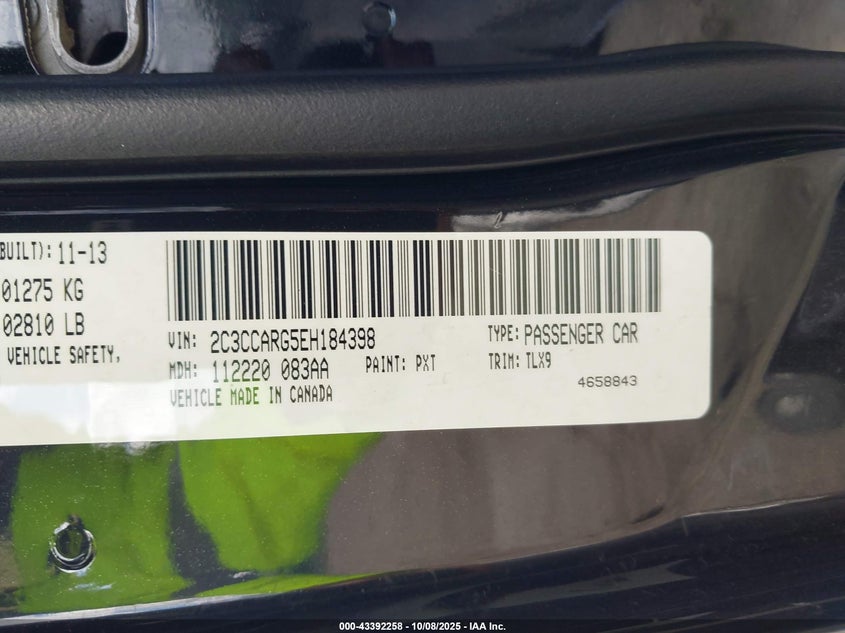 BUILT): 11-13
01275 KG
02810 LB
VEHICLE SAFETY,
VIN: 2C3CCARG5EH184398
TYPE: PASSENGER CAR
MDH: 112220 083AA
PAINT: PXT
TRIM: TLX9
VEHICLE MADE IN CANADA
4658843
000-43392258 - 10/08/2025 - IAA Inc.